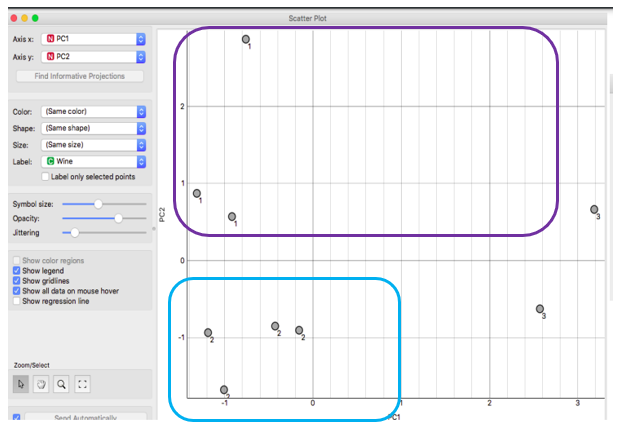 Scatter Plot
Axis x: N PC1
Axis y: N PC2
Find Informative Projections
Color: (Same color)
Shape: (Same shape)
Size: (Same size)
Label: C Wine
Label only selected points
Symbol size:
Opacity:
Jittering
Show color regions
Show legend
Show gridlines
Show all data on mouse hover
Show regression line
Zoom/Select
Send Automatically
PC2
2
1
0
-1
1
1
1
3
3
2
2
2
2
-1
0
1
2
3
PC1